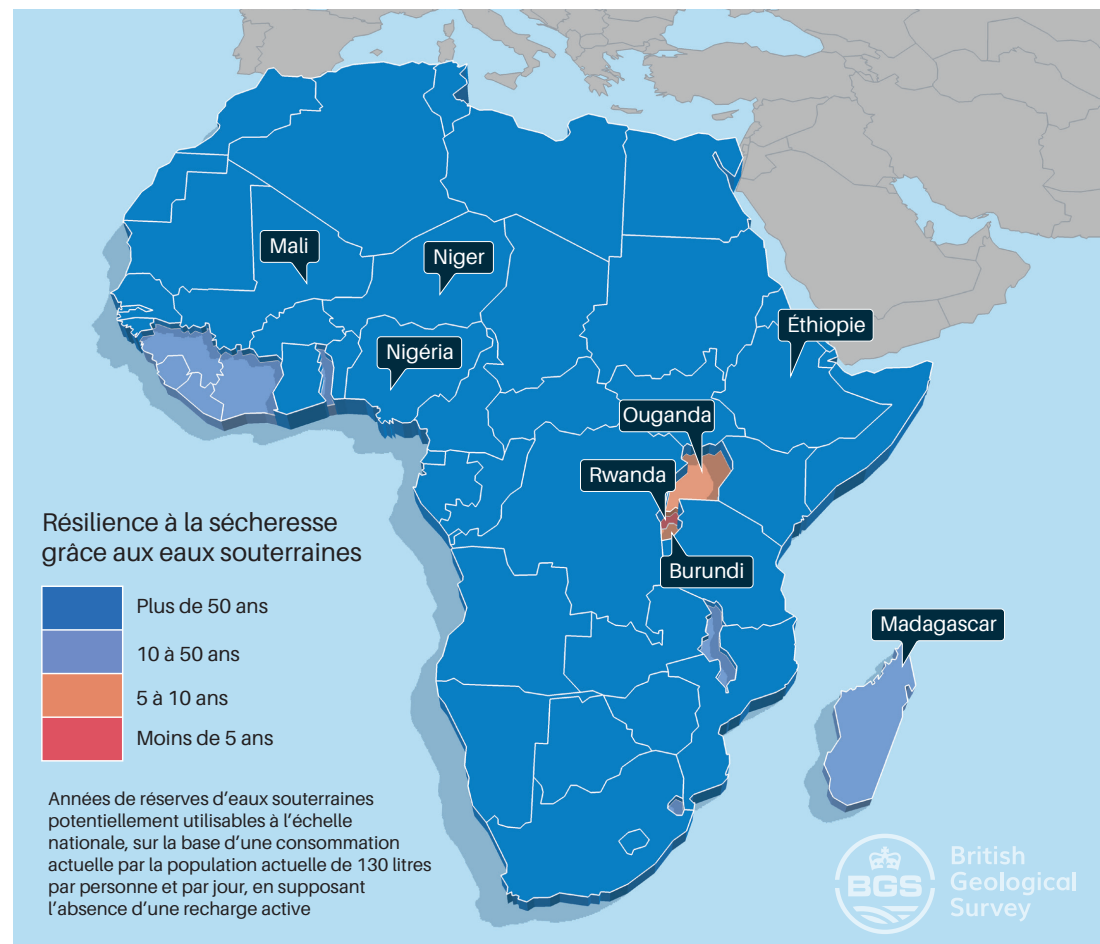 Mali
Niger
Nigéria
Éthiopie
Ouganda
Rwanda
Burundi
Madagascar
Résilience à la sécheresse
grâce aux eaux souterraines
Plus de 50 ans
10 à 50 ans
5 à 10 ans
Moins de 5 ans
Années de réserves d’eaux souterraines
potentiellement utilisables à l’échelle
nationale, sur la base d’une consommation
actuelle par la population actuelle de 130 litres
par personne et par jour, en supposant
l’absence d’une recharge active
BGS
British
Geological
Survey